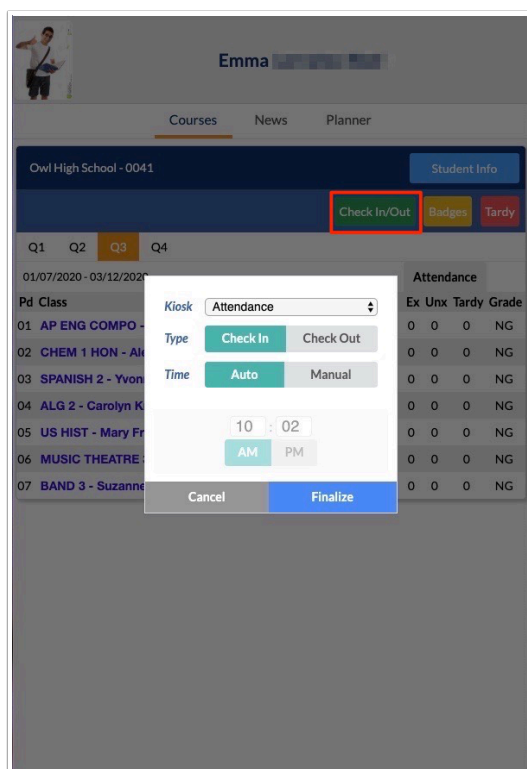 Emma
Courses News Planner
Owl High School - 0041 Student Info
Check In/Out Badges Tardy
Q1 Q2 Q3 Q4
01/07/2020 - 03/12/202 Attendance
Pd Class Ex Unx Tardy Grade
01 AP ENG COMPO - 0 0 0 NG
02 CHEM 1 HON - Al 0 0 0 NG
03 SPANISH 2 - Yvon 0 0 0 NG
04 ALG 2 - Carolyn K 0 0 0 NG
05 US HIST - Mary Fr 0 0 0 NG
06 MUSIC THEATRE 0 0 0 NG
07 BAND 3 - Suzanne 0 0 0 NG
Kiosk Attendance
Type Check In Check Out
Time Auto Manual
10 : 02
AM PM
Cancel Finalize